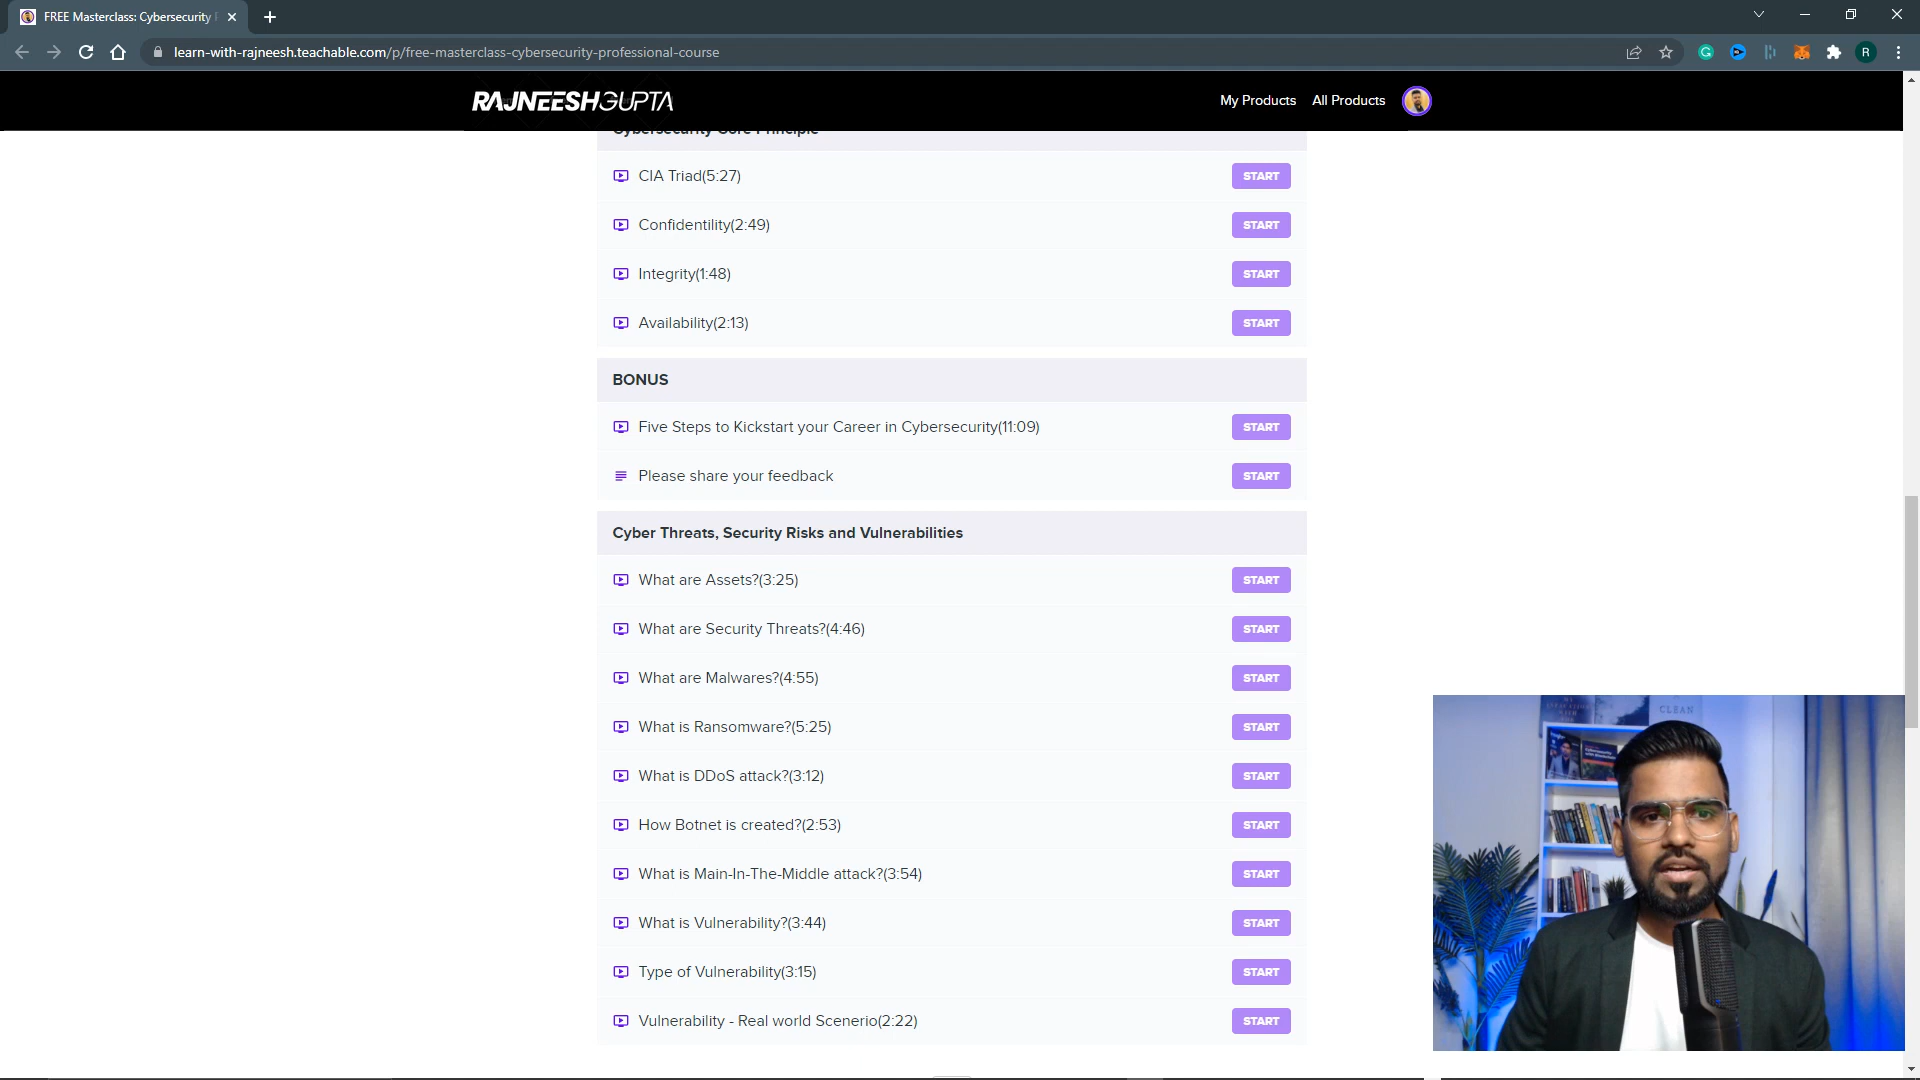 FREE Masterclass: Cybersecurity
learn-with-rajneesh.teachable.com/p/free-masterclass-cybersecurity-professional-course
R
RAJNEESHGUPTA
My Products
All Products
Cybersecurity Core Principle
CIA Triad(5:27)
START
Confidentility(2:49)
START
Integrity(1:48)
START
Availability(2:13)
START
BONUS
Five Steps to Kickstart your Career in Cybersecurity(11:09)
START
Please share your feedback
START
Cyber Threats, Security Risks and Vulnerabilities
What are Assets?(3:25)
START
What are Security Threats?(4:46)
START
What are Malwares?(4:55)
START
What is Ransomware?(5:25)
START
What is DDoS attack?(3:12)
START
How Botnet is created?(2:53)
START
What is Main-In-The-Middle attack?(3:54)
START
What is Vulnerability?(3:44)
START
Type of Vulnerability(3:15)
START
Vulnerability - Real world Scenerio(2:22)
START
CLEAN